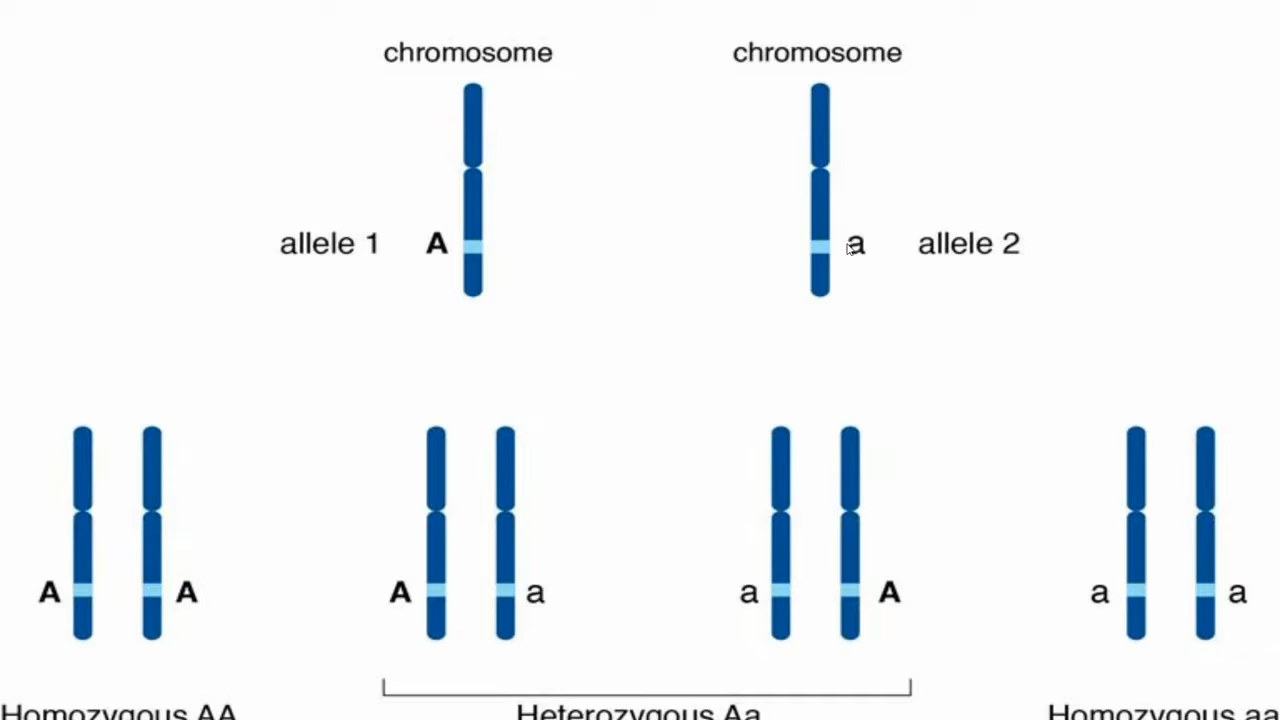 chromosome chromosome
allele 1 A a allele 2
A A A a a A a a
Homozygous AA Heterozygous Aa Homozygous aa